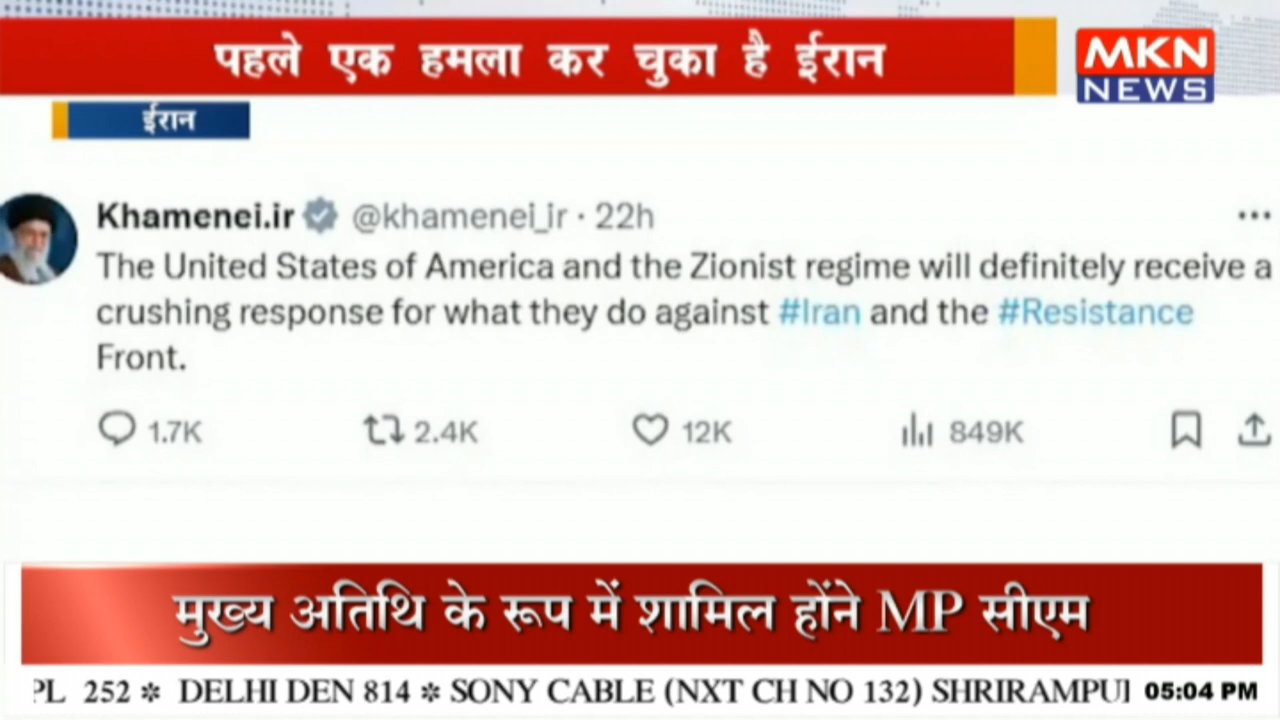 पहले एक हमला कर चुका है ईरान
MKN
NEWS
ईरान
Khamenei.ir @khamenei_ir · 22h
The United States of America and the Zionist regime will definitely receive a
crushing response for what they do against #Iran and the #Resistance
Front.
1.7K 2.4K 12K 849K
मुख्य अतिथि के रूप में शामिल होंने MP सीएम
PL 252 * DELHI DEN 814 * SONY CABLE (NXT CH NO 132) SHRIRAMPU 05:04 PM